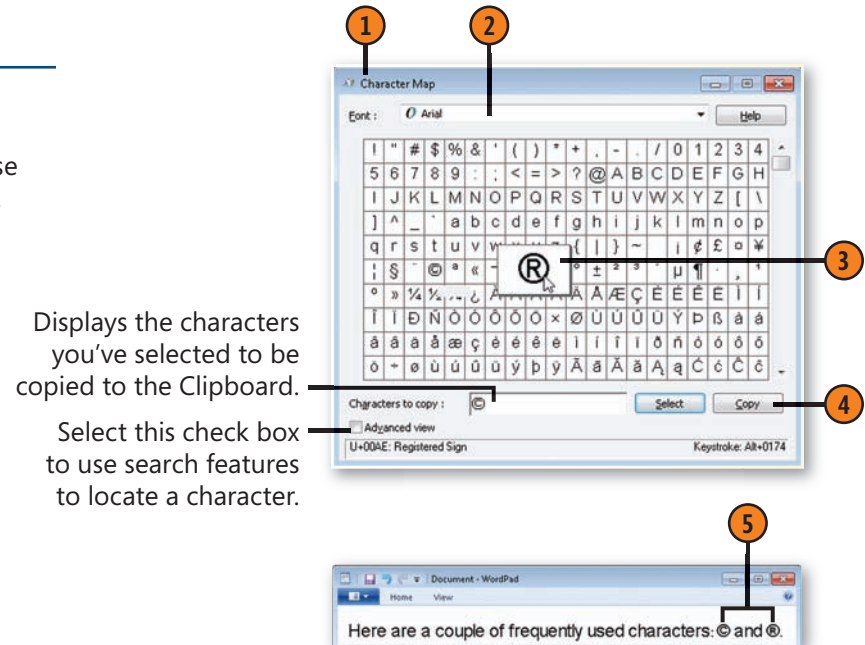 1
2
Character Map
Font :
O Arial
Help
! " # $ % & ' ( ) * + , - . / 0 1 2 3 4
5 6 7 8 9 : ; < = > ? @ A B C D E F G H
I J K L M N O P Q R S T U V W X Y Z [ \
] ^ _ ` a b c d e f g h i j k l m n o p
q r s t u v w { | } ~ ¡ ¢ £ ¤ ¥
¦ § ¨ © ª « ¬ ® ° ± ² ³ ´ µ ¶ · ¸ ¹
º » ¼ ½ ¿ Å Æ Ç
3
se
Displays the characters
you've selected to be
copied to the Clipboard.
Characters to copy :
©
Select
Copy
4
Select this check box
to use search features
to locate a character.
Advanced view
U+00AE: Registered Sign
Keystroke: Alt+0174
5
Document - WordPad
Home
View
Here are a couple of frequently used characters: © and ®.